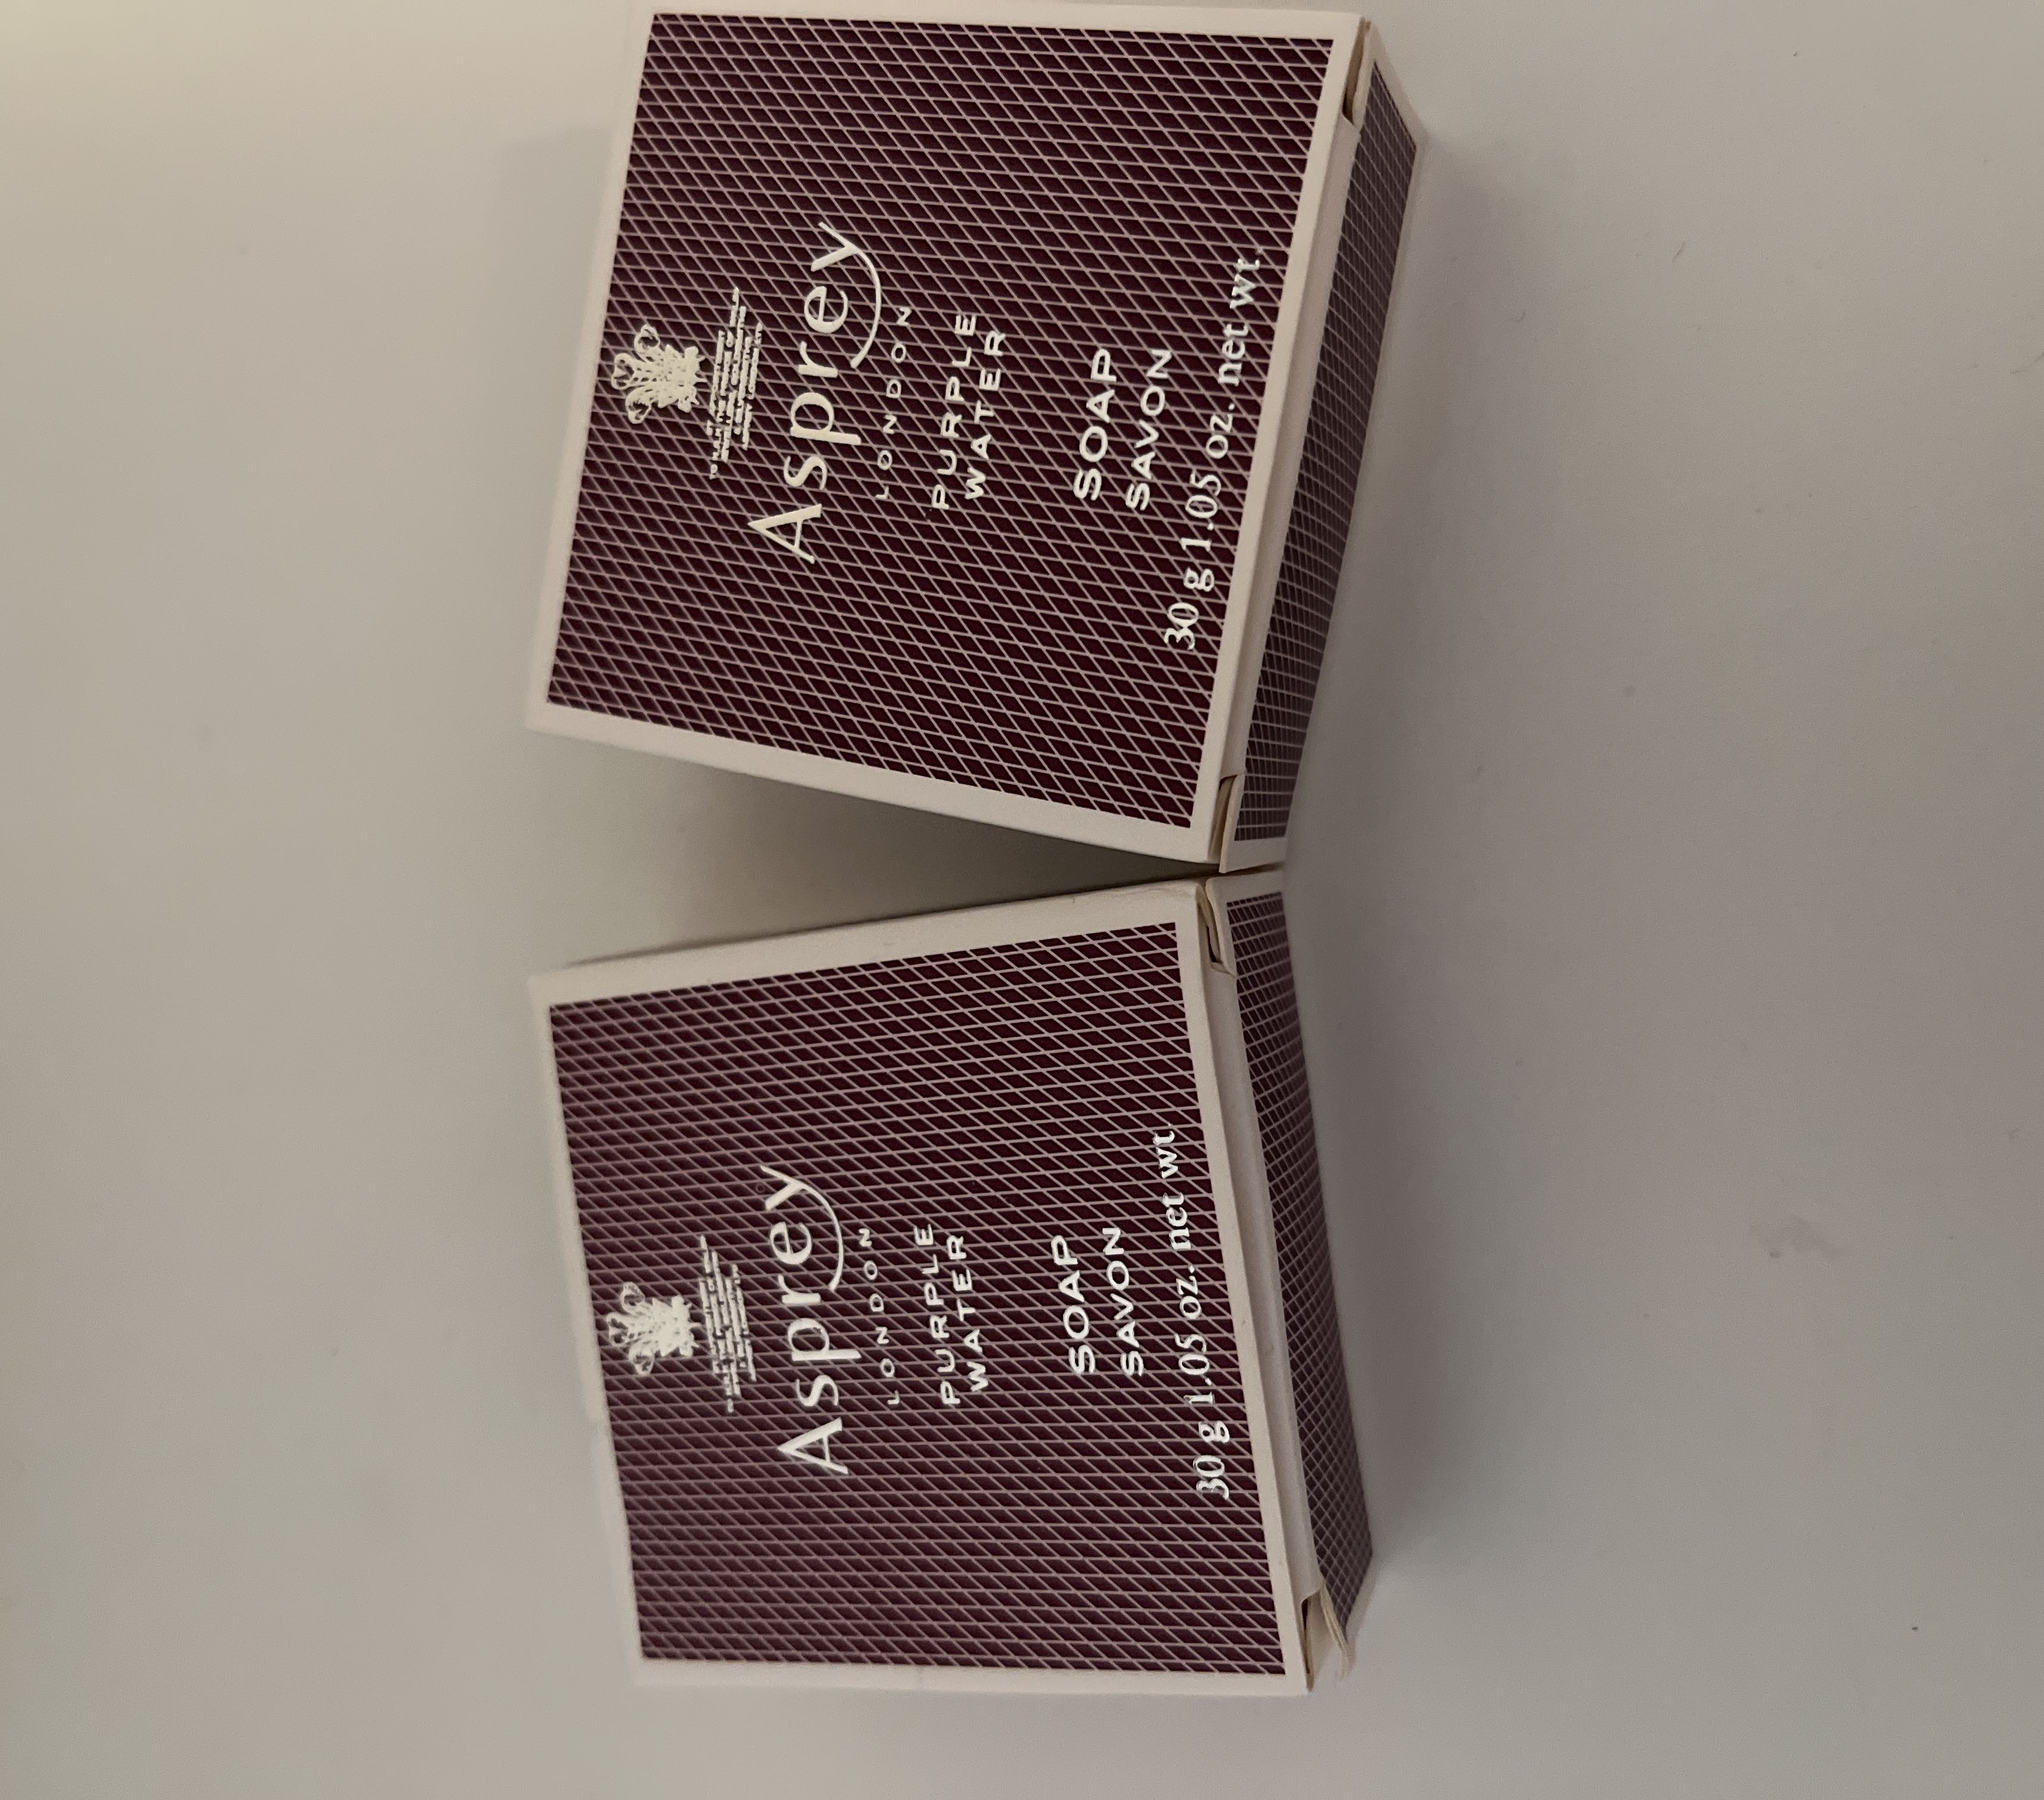 Asprey
LONDON
PURPLE
WATER
SOAP
SAVON
30 g 1.05 oz. net wt.
Asprey
LONDON
PURPLE
WATER
SOAP
SAVON
30 g 1.05 oz. net wt.